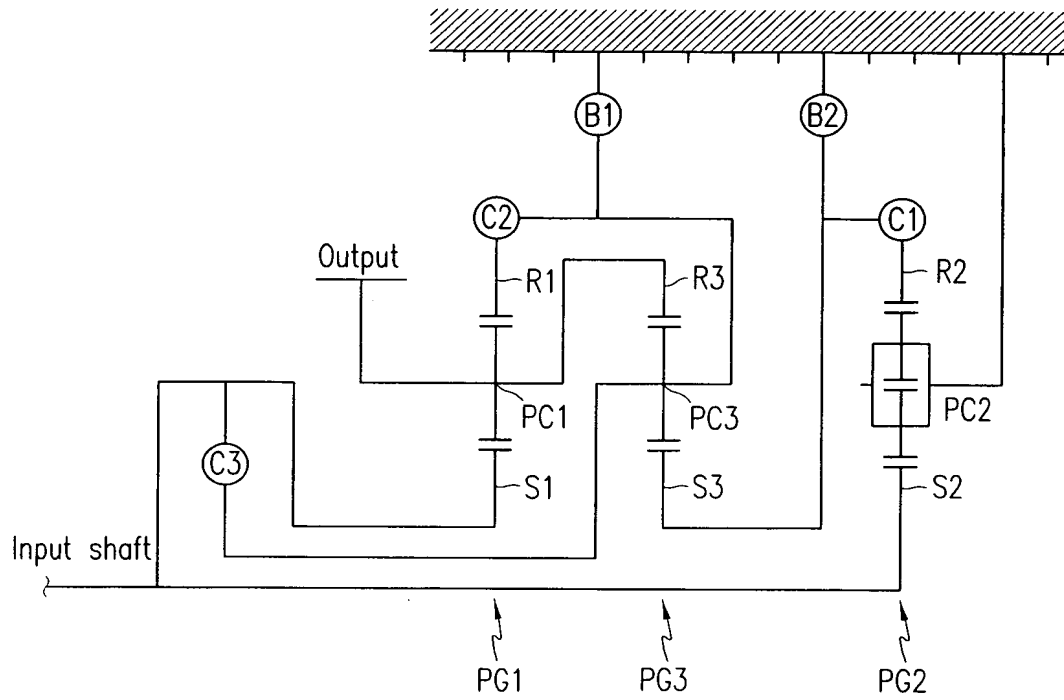 B1
B2
C2
C1
Output
R1
R3
R2
PC1
PC3
PC2
C3
S1
S3
S2
Input shaft
PG1
PG3
PG2